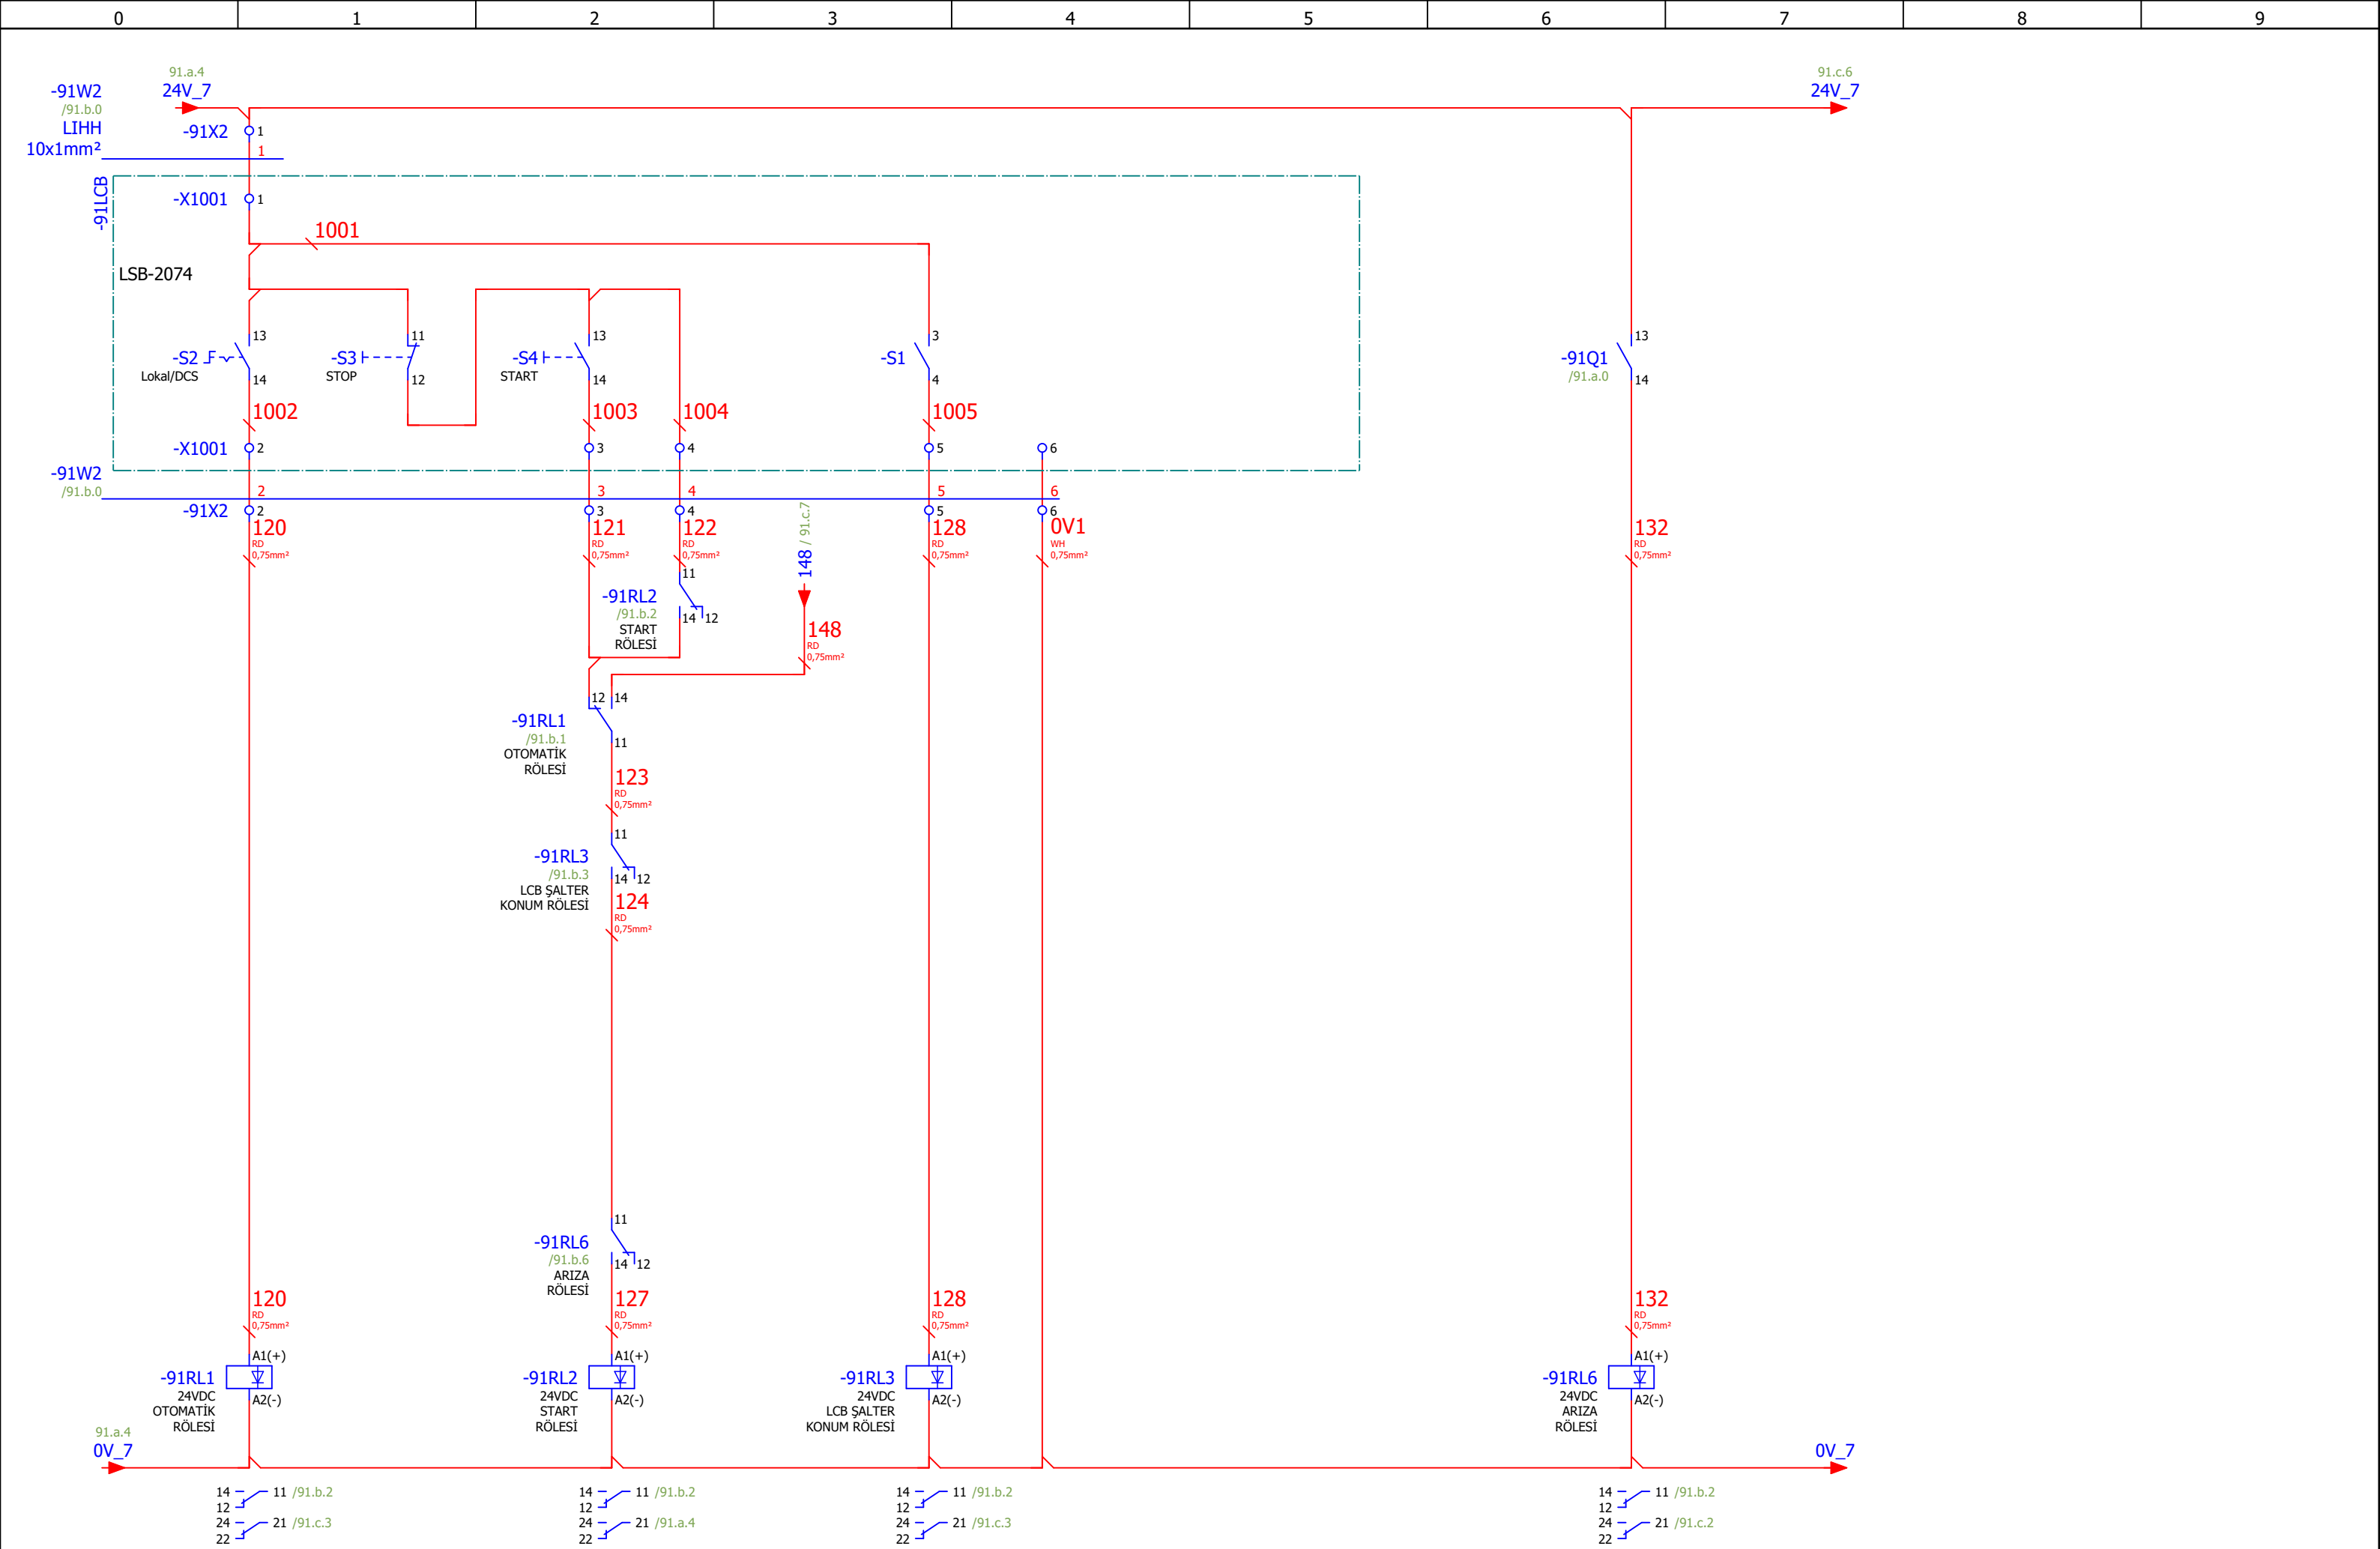 0 1 2 3 4 5 6 7 8 9
91.a.4
24V_7
91.c.6
24V_7
-91W2
/91.b.0
LIHH
10x1mm²
-91X2 1
1
-91LCB
-X1001 1
1001
LSB-2074
13
-S2
Lokal/DCS
14
11
-S3
STOP
12
13
-S4
START
14
3
-S1
4
13
-91Q1
/91.a.0
14
1002
1003
1004
1005
-X1001 2 3 4 5 6
-91W2
/91.b.0
2 3 4 5 6
-91X2 2 3 4 5 6
120
RD
0,75mm²
121
RD
0,75mm²
122
RD
0,75mm²
148 / 91.c.7
128
RD
0,75mm²
0V1
WH
0,75mm²
132
RD
0,75mm²
11
-91RL2
/91.b.2
START
RÖLESİ
14 12
148
RD
0,75mm²
12 14
-91RL1
/91.b.1
OTOMATİK
RÖLESİ
11
123
RD
0,75mm²
11
-91RL3
/91.b.3
LCB ŞALTER
KONUM RÖLESİ
14 12
124
RD
0,75mm²
11
-91RL6
/91.b.6
ARIZA
RÖLESİ
14 12
120
RD
0,75mm²
127
RD
0,75mm²
128
RD
0,75mm²
132
RD
0,75mm²
A1(+)
-91RL1
24VDC
OTOMATİK
RÖLESİ
A2(-)
A1(+)
-91RL2
24VDC
START
RÖLESİ
A2(-)
A1(+)
-91RL3
24VDC
LCB ŞALTER
KONUM RÖLESİ
A2(-)
A1(+)
-91RL6
24VDC
ARIZA
RÖLESİ
A2(-)
91.a.4
0V_7
0V_7
14 11 /91.b.2
12
24 21 /91.c.3
22
14 11 /91.b.2
12
24 21 /91.a.4
22
14 11 /91.b.2
12
24 21 /91.c.3
22
14 11 /91.b.2
12
24 21 /91.c.2
22